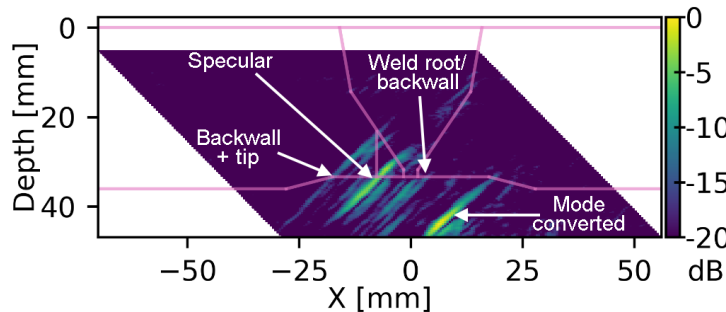 Specular
Weld root/
backwall
Backwall
+ tip
Mode
converted
0
20
40
Depth [mm]
−50
−25
0
25
50
X [mm]
0
−5
−10
−15
−20
dB